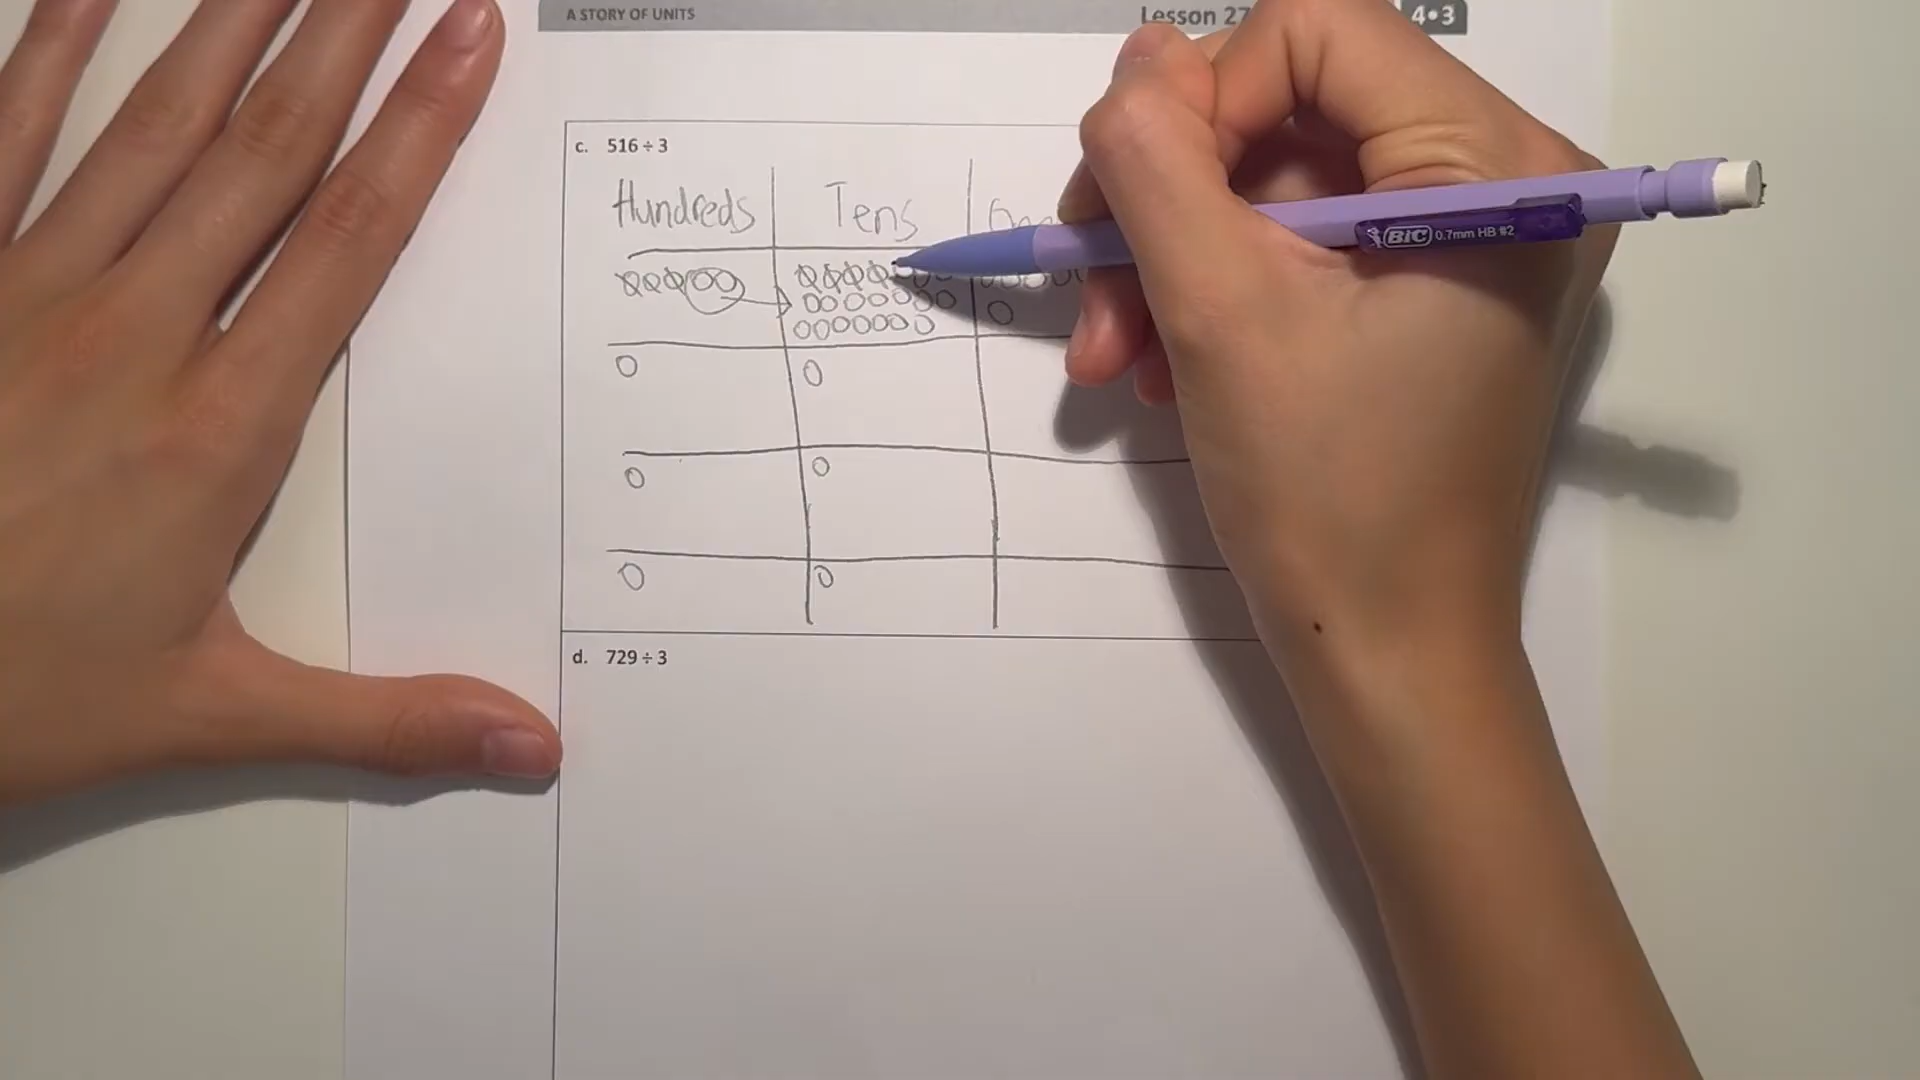 A STORY OF UNITS
Lesson 27
4•3
c. 516 ÷ 3
Hundreds Tens
BIC 0.7mm HB #2
d. 729 ÷ 3